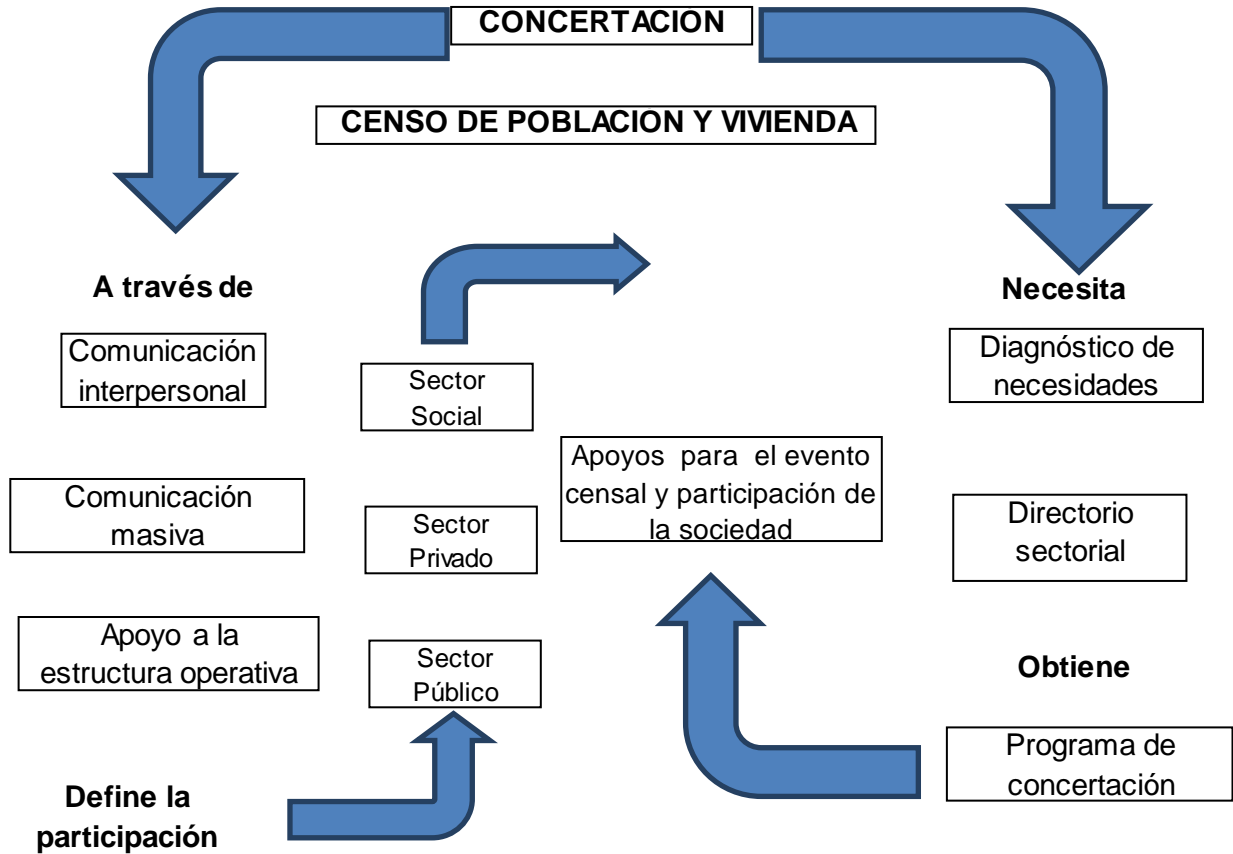 CONCERTACIÓN
CENSO DE POBLACION Y VIVIENDA
A través de
Comunicación
interpersonal
Comunicación
masiva
Apoyo a la
estructura operativa
Define la
participación
Sector
Social
Sector
Privado
Sector
Público
Apoyos para el evento
censal y participación de
la sociedad
Necesita
Diagnóstico de
necesidades
Directorio
sectorial
Obtiene
Programa de
concertación